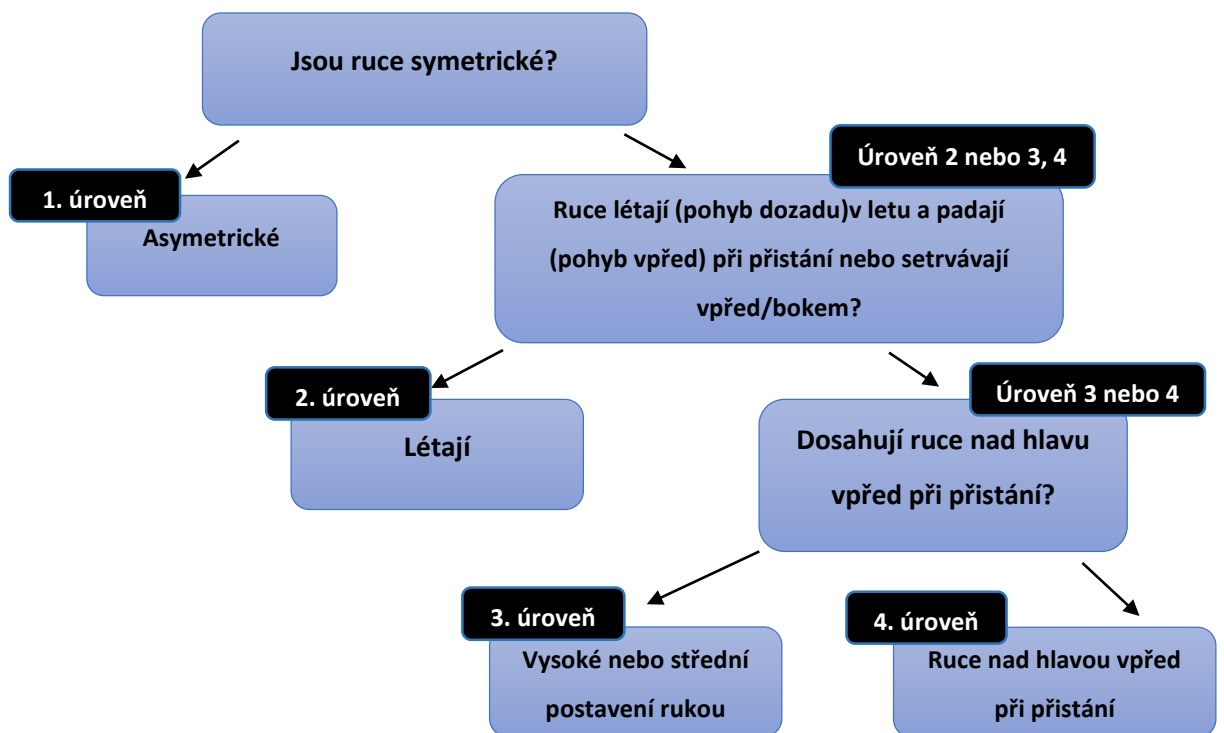 Jsou ruce symetrické?
Úroveň 2 nebo 3, 4
1. úroveň
Asymetrické
Ruce létají (pohyb dozadu)v letu a padají
(pohyb vpřed) při přistání nebo setrvávají
vpřed/bokem?
2. úroveň
Létají
Úroveň 3 nebo 4
Dosahují ruce nad hlavu
vpřed při přistání?
3. úroveň
Vysoké nebo střední
postavení rukou
4. úroveň
Ruce nad hlavou vpřed
při přistání